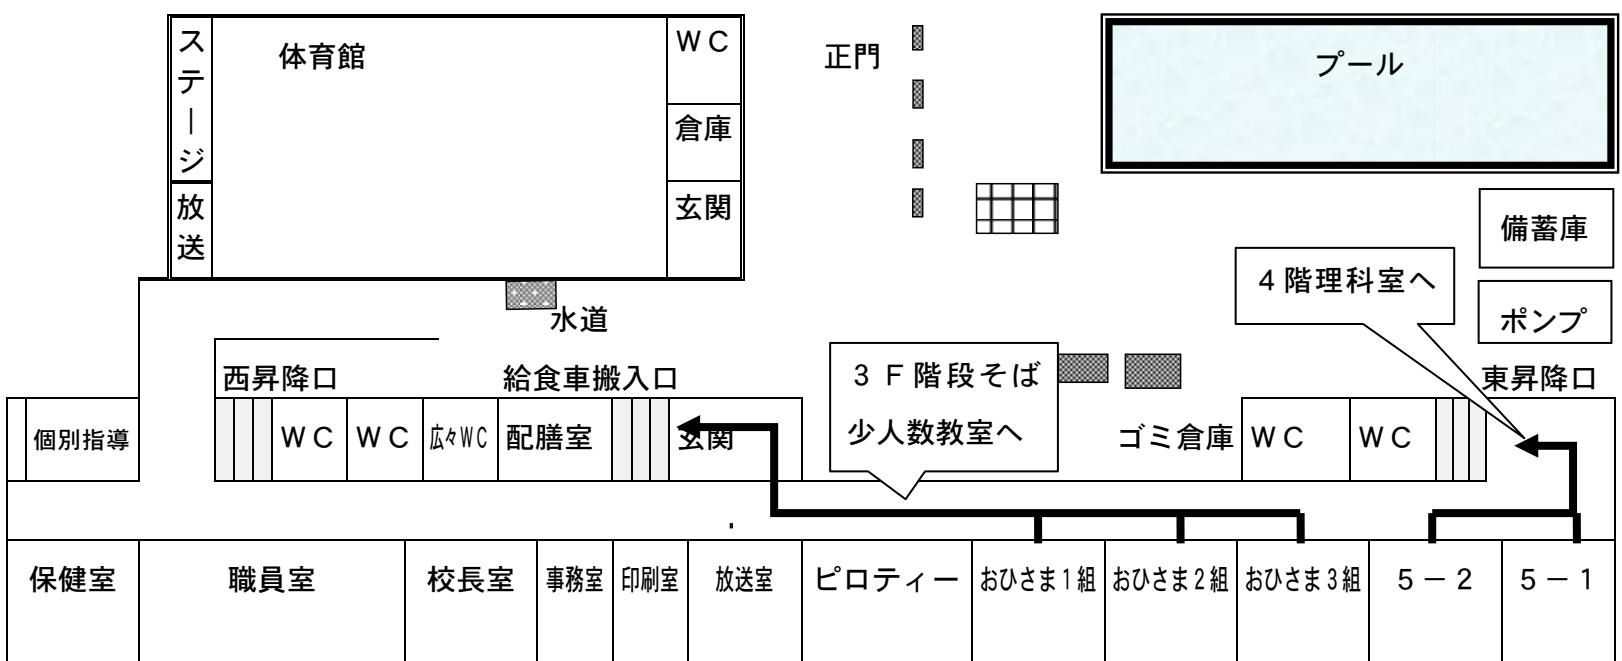 ステージ
体育館
ＷＣ
正門
プール
倉庫
放送
玄関
備蓄庫
４階理科室へ
ポンプ
水道
西昇降口
給食車搬入口
３Ｆ階段そば
少人数教室へ
東昇降口
個別指導
ＷＣ
ＷＣ
広々WC
配膳室
玄関
ゴミ倉庫
ＷＣ
ＷＣ
保健室
職員室
校長室
事務室
印刷室
放送室
ピロティー
おひさま1組
おひさま2組
おひさま3組
５－２
５－１